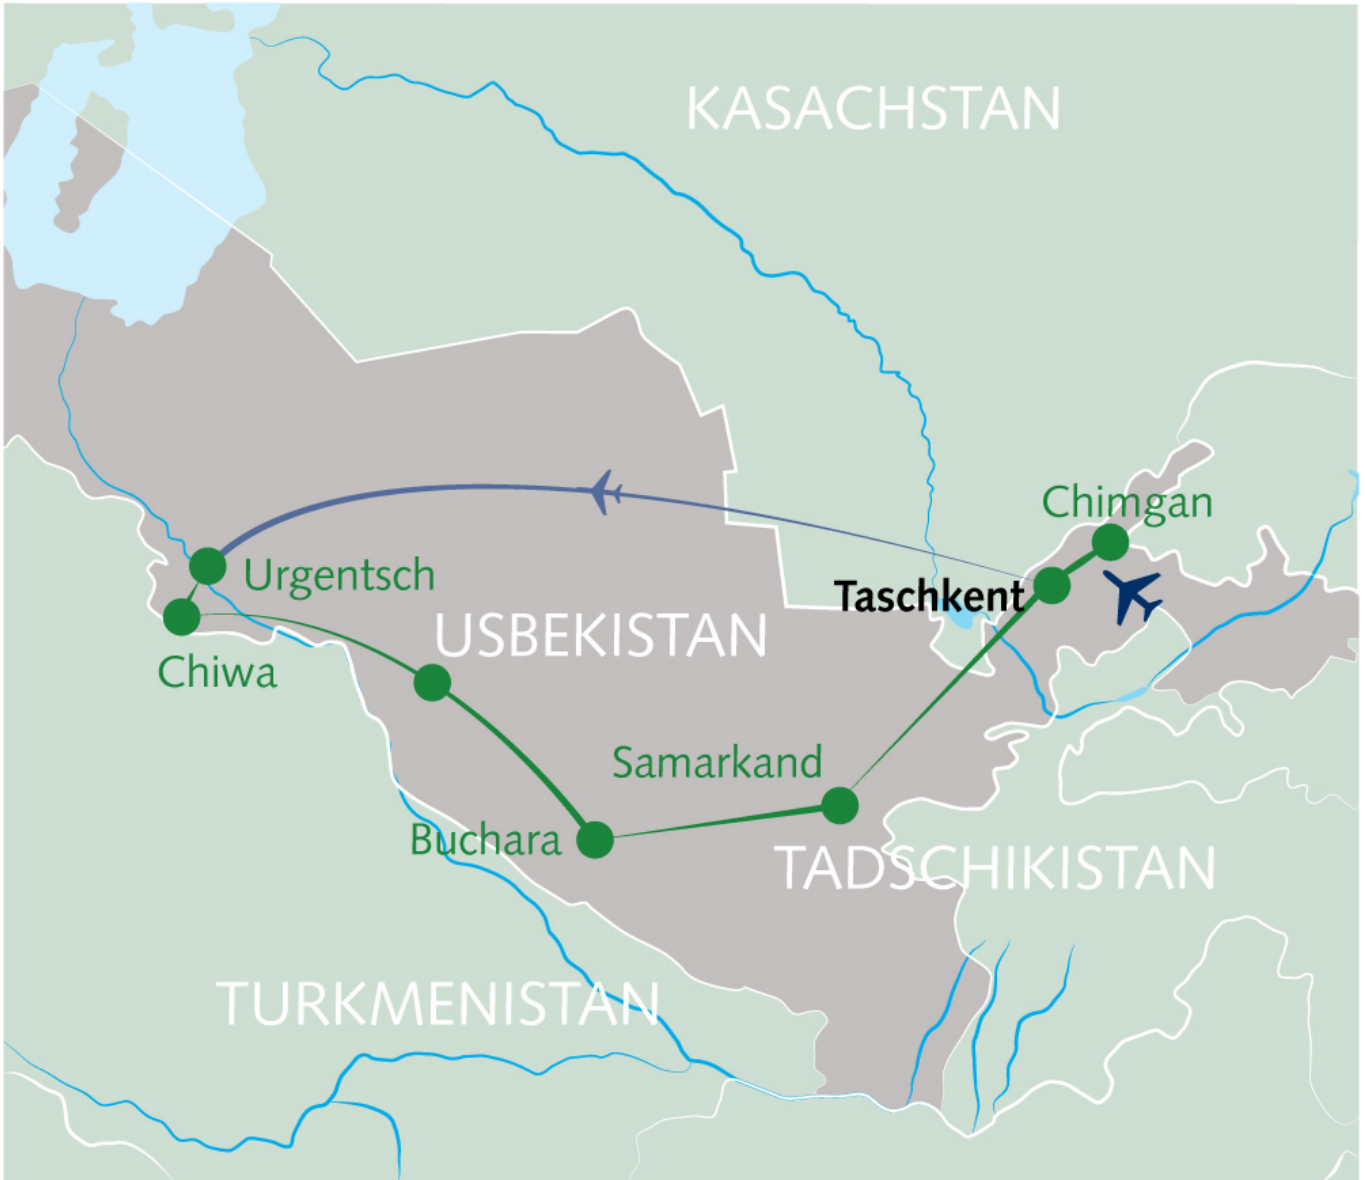 KASACHSTAN
Chimgan
Taschkent
Urgentsch
USBEKISTAN
Chiwa
Samarkand
Buchara
TADSCHIKISTAN
TURKMENISTAN